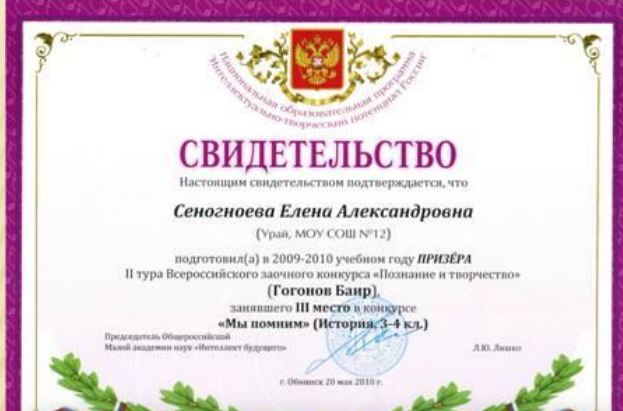 Национальная образовательная программа
"Интеллектуально-творческий потенциал России"
СВИДЕТЕЛЬСТВО
Настоящим свидетельством подтверждается, что
Сеногноева Елена Александровна
(Урай, МОУ СОШ №12)
подготовил(а) в 2009-2010 учебном году ПРИЗЁРА
II тура Всероссийского заочного конкурса «Познание и творчество»
(Гогонов Баир),
занявшего III место в конкурсе
«Мы помним» (История, 3-4 кл.)
Председатель Общероссийской
Малой академии наук «Интеллект будущего»
Л.Ю. Ляшко
г. Обнинск 20 мая 2010 г.